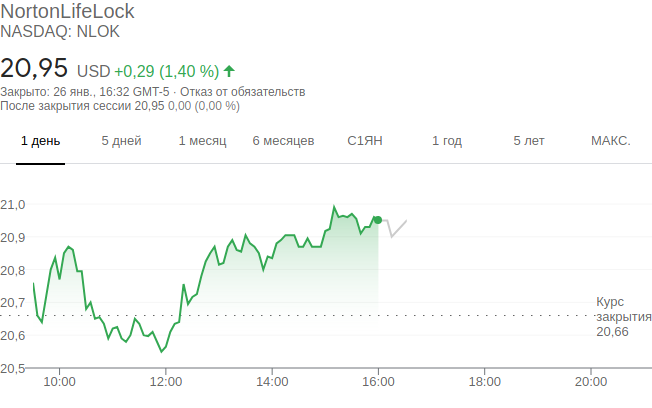 NortonLifeLock
NASDAQ: NLOK
20,95 USD +0,29 (1,40 %)
Закрыто: 26 янв., 16:32 GMT-5 · Отказ от обязательств
После закрытия сессии 20,95 0,00 (0,00 %)
1 день 5 дней 1 месяц 6 месяцев С1ЯН 1 год 5 лет МАКС.
21,0
20,9
20,8
20,7
20,6
20,5
Курс
закрытия
20,66
10:00 12:00 14:00 16:00 18:00 20:00